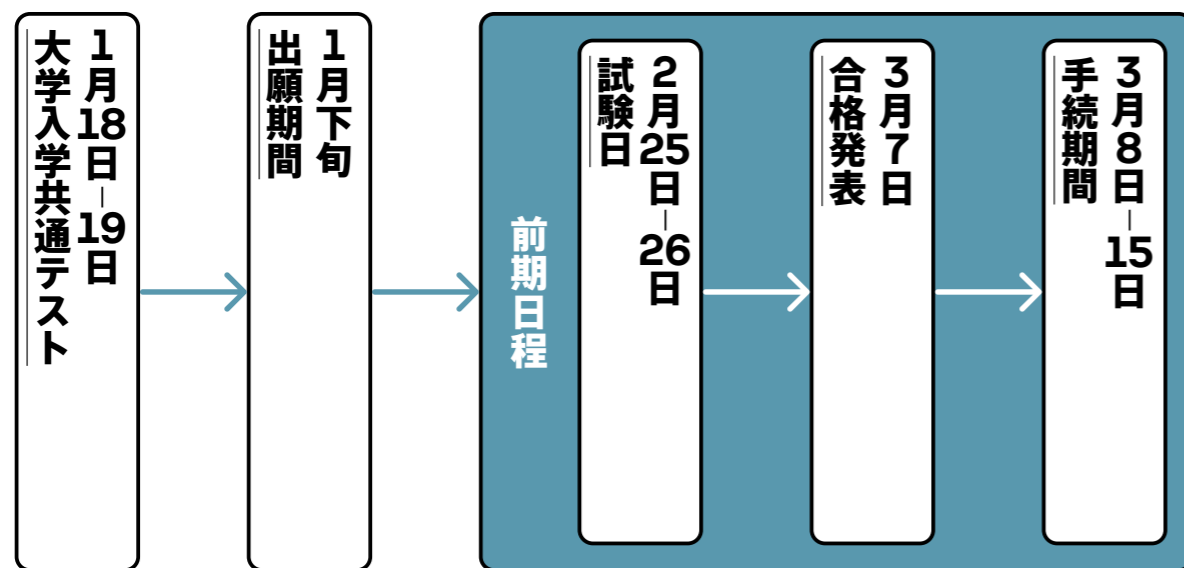 1月18日–19日
大学入学共通テスト
1月下旬
出願期間
前期日程
2月25日–26日
試験日
3月7日
合格発表
3月8日–15日
手続期間